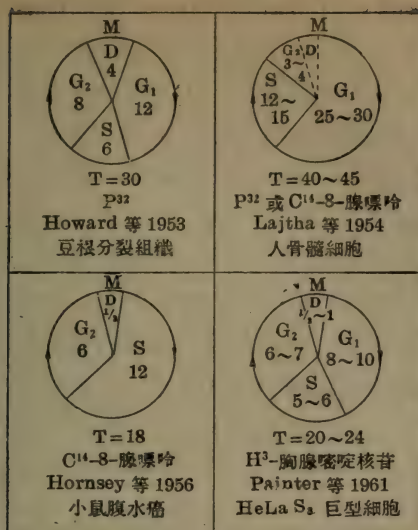 M
D
4
G₂
8
G₁
12
S
6
T=30
P³²
Howard 等 1953
豆根分裂組織
M
G₂ D
3～
4
S
12～
15
G₁
25～30
T=40～45
P³² 或 C¹⁴-8-腺嘌呤
Lajtha 等 1954
人骨髓細胞
M
D
½
G₂
6
S
12
T=18
C¹⁴-8-腺嘌呤
Hornsey 等 1956
小鼠腹水癌
M
D
½～1
G₂
6～7
G₁
8～10
S
5～6
T=20～24
H³-胸腺嘧啶核苷
Painter 等 1961
HeLa S₃ 巨型細胞